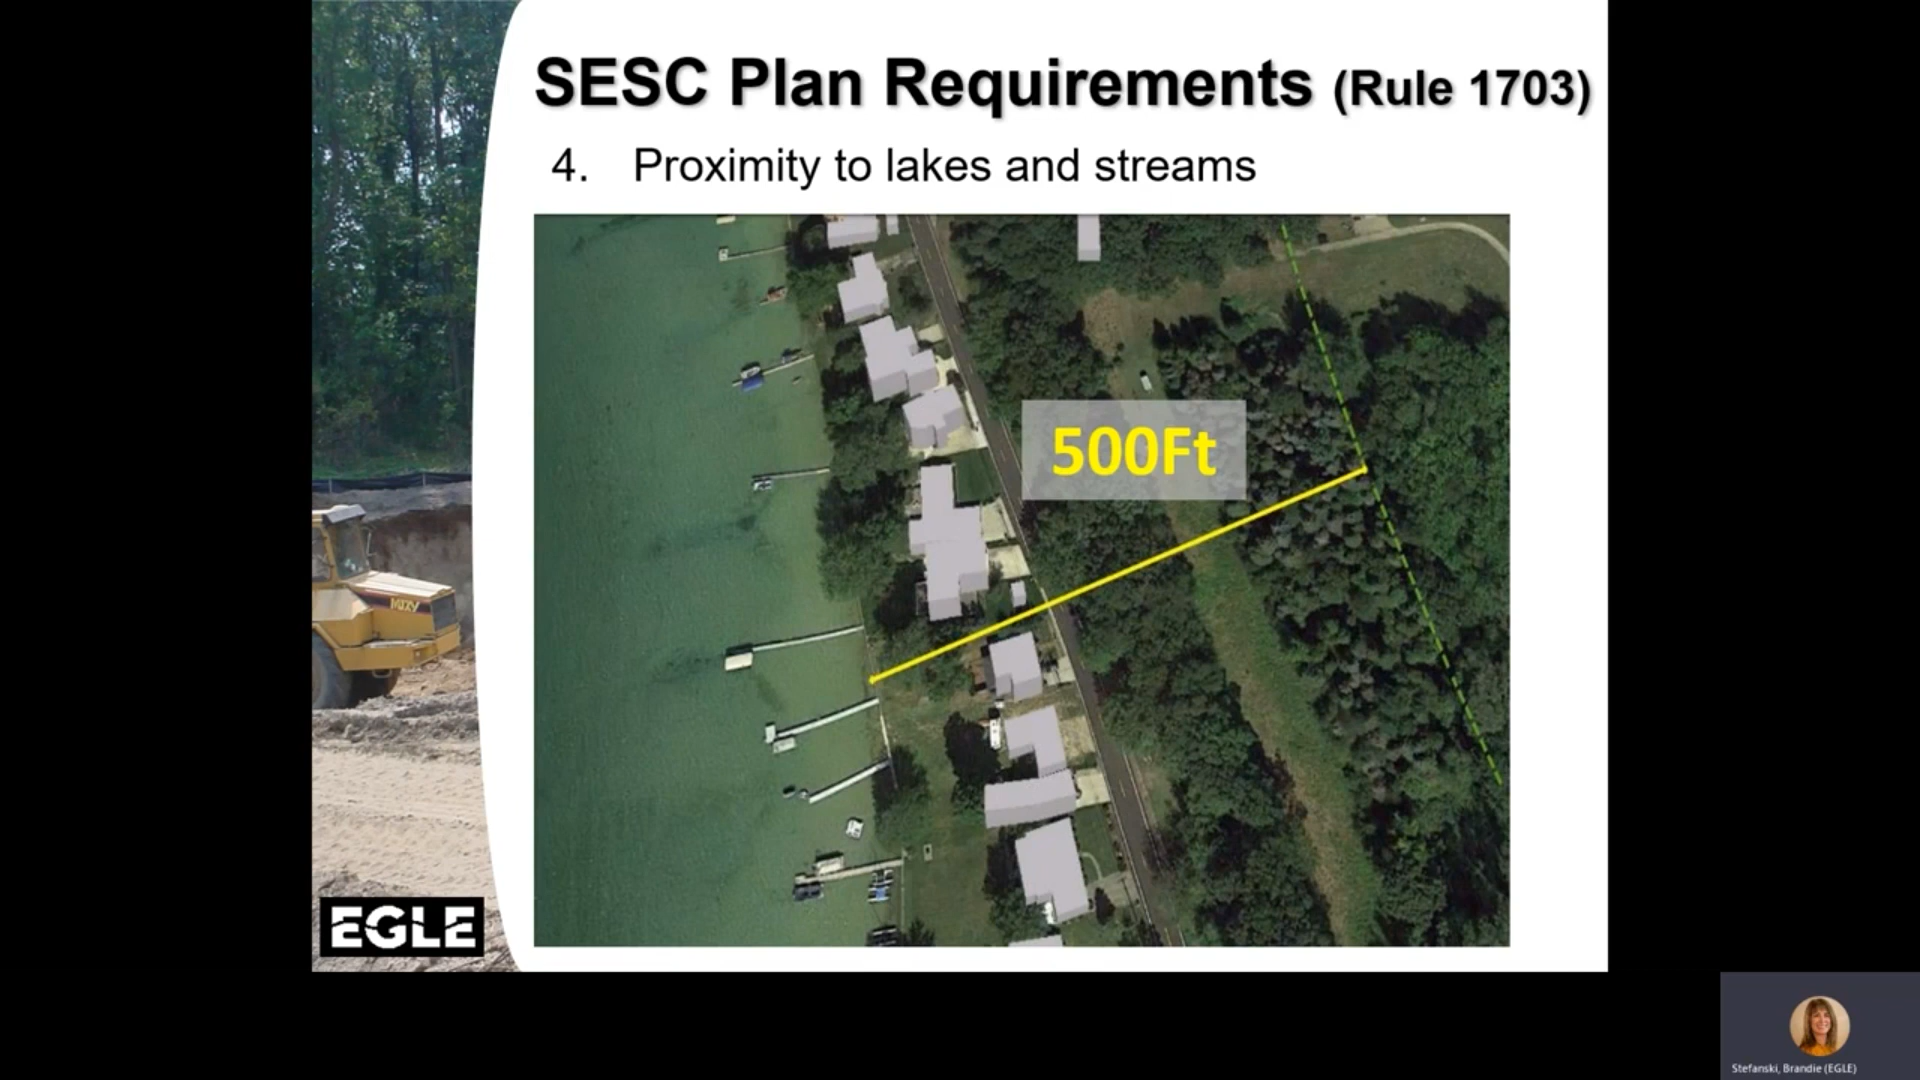 SESC Plan Requirements (Rule 1703)
4. Proximity to lakes and streams
500Ft
EGLE
Stefanski, Brandie (EGLE)